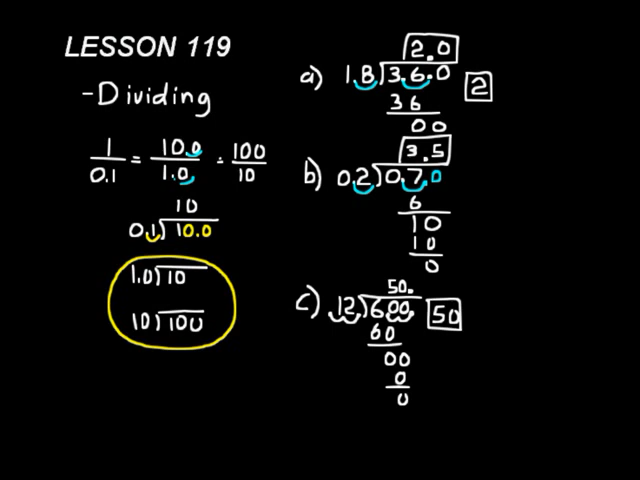 LESSON 119
-Dividing
1/0.1 = 10.0/1.0 = 100/10
10
0.1)10.0
1.0)10
10)100
2.0
a) 1.8)3.6.0 2
36
00
3.5
b) 0.2)0.7.0
6
10
10
0
50.
c) .12)6.00. 50
60
00
0
0